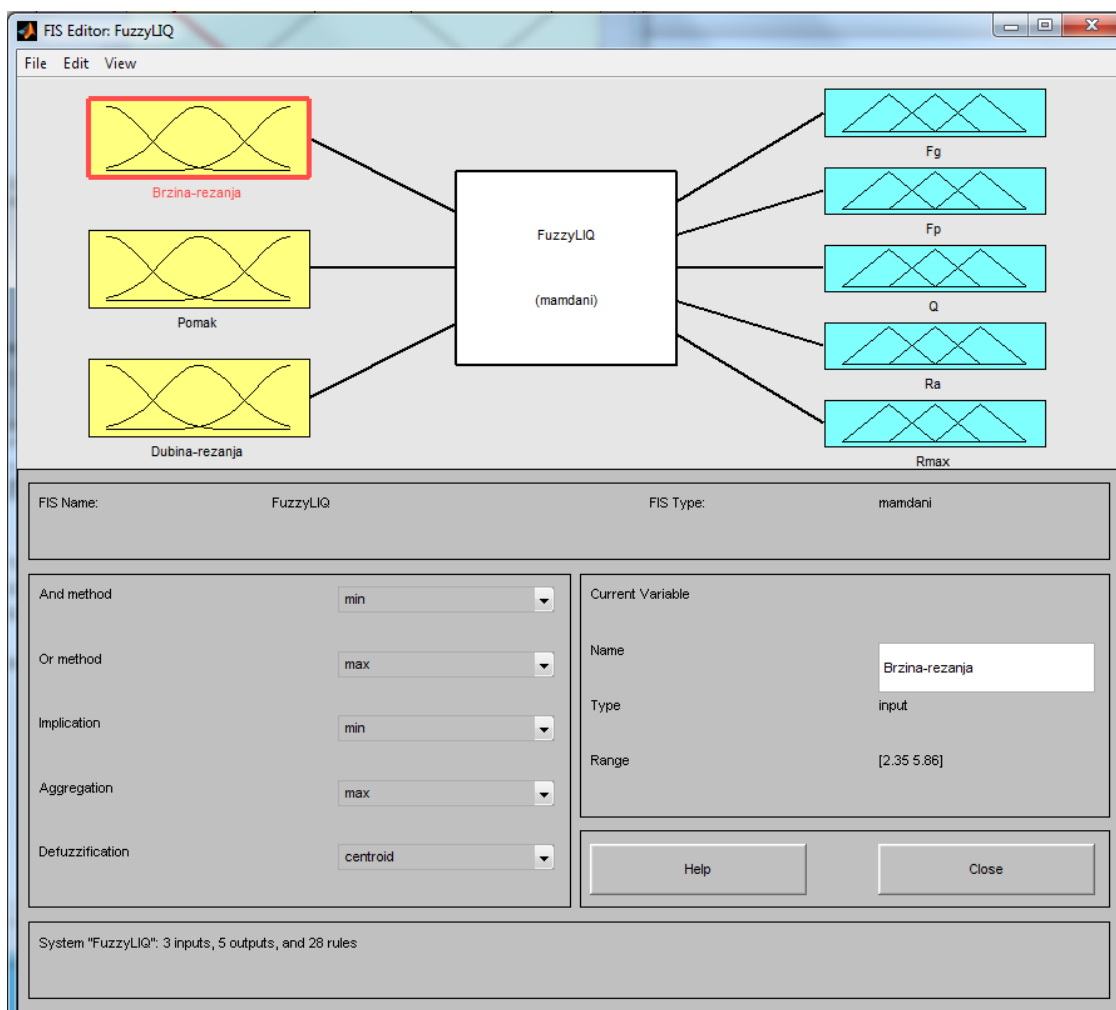 FIS Editor: FuzzyLIQ
File Edit View
Brzina-rezanja
Pomak
Dubina-rezanja
FuzzyLIQ
(mamdani)
Fg
Fp
Q
Ra
Rmax
FIS Name: FuzzyLIQ FIS Type: mamdani
And method min
Or method max
Implication min
Aggregation max
Defuzzification centroid
Current Variable
Name Brzina-rezanja
Type input
Range [2.35 5.86]
Help Close
System "FuzzyLIQ": 3 inputs, 5 outputs, and 28 rules